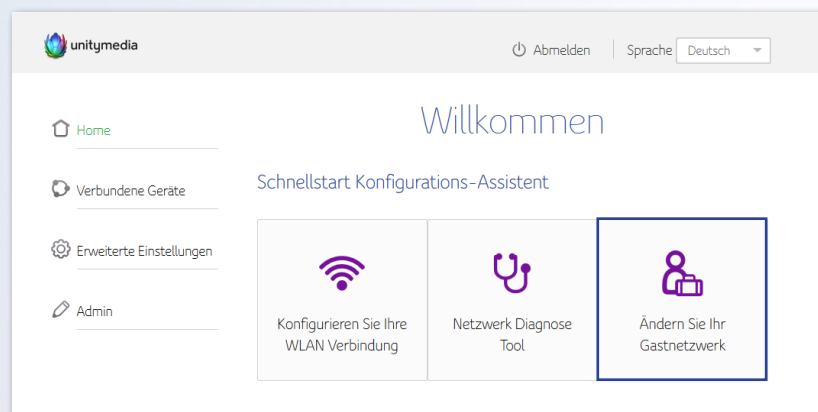 unitymedia
Abmelden Sprache Deutsch
Willkommen
Home
Verbundene Geräte
Erweiterte Einstellungen
Admin
Schnellstart Konfigurations-Assistent
Konfigurieren Sie Ihre
WLAN Verbindung
Netzwerk Diagnose
Tool
Ändern Sie Ihr
Gastnetzwerk